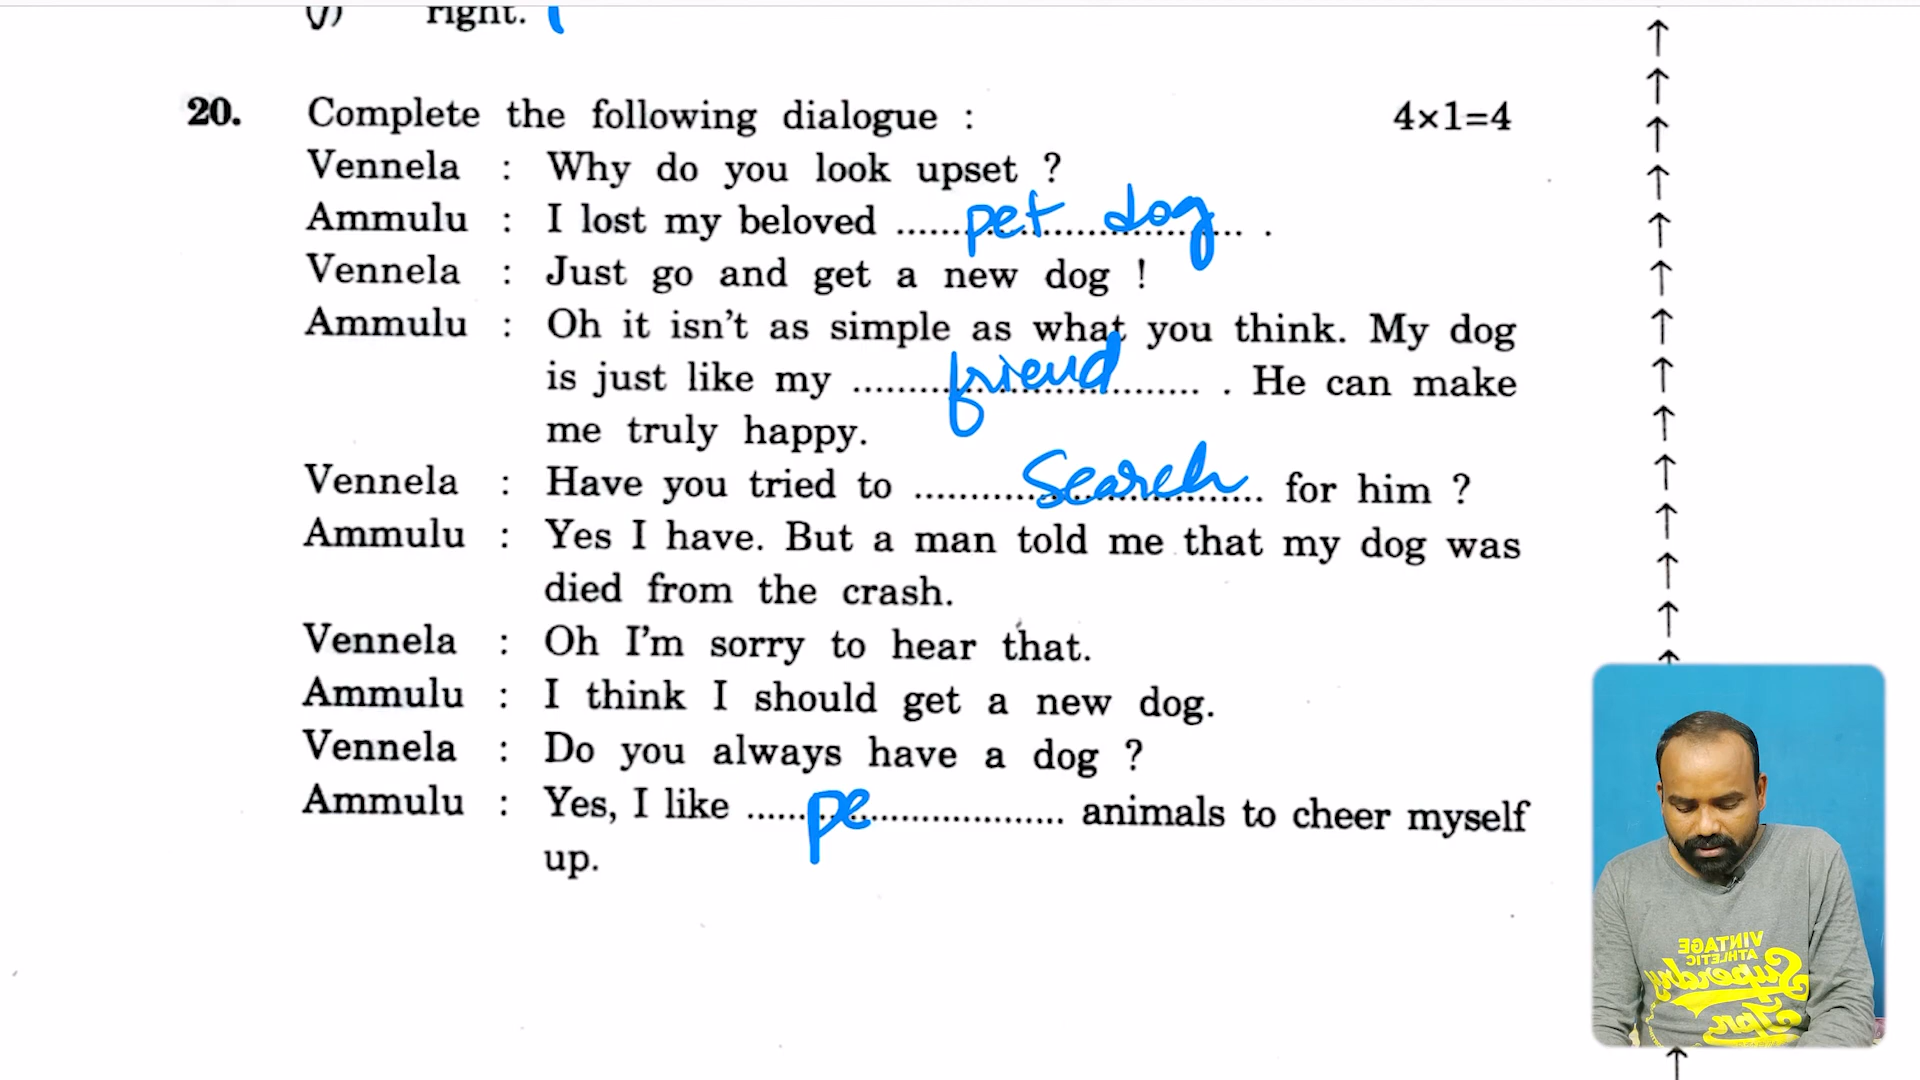 (j) right.
20. Complete the following dialogue : 4×1=4
Vennela : Why do you look upset ?
Ammulu : I lost my beloved ...... pet dog ...... .
Vennela : Just go and get a new dog !
Ammulu : Oh it isn't as simple as what you think. My dog
is just like my ...... friend ...... . He can make
me truly happy.
Vennela : Have you tried to ...... Search ...... for him ?
Ammulu : Yes I have. But a man told me that my dog was
died from the crash.
Vennela : Oh I'm sorry to hear that.
Ammulu : I think I should get a new dog.
Vennela : Do you always have a dog ?
Ammulu : Yes, I like ...... pe ...... animals to cheer myself
up.
VINTAGE
ATHLETIC
Superdry